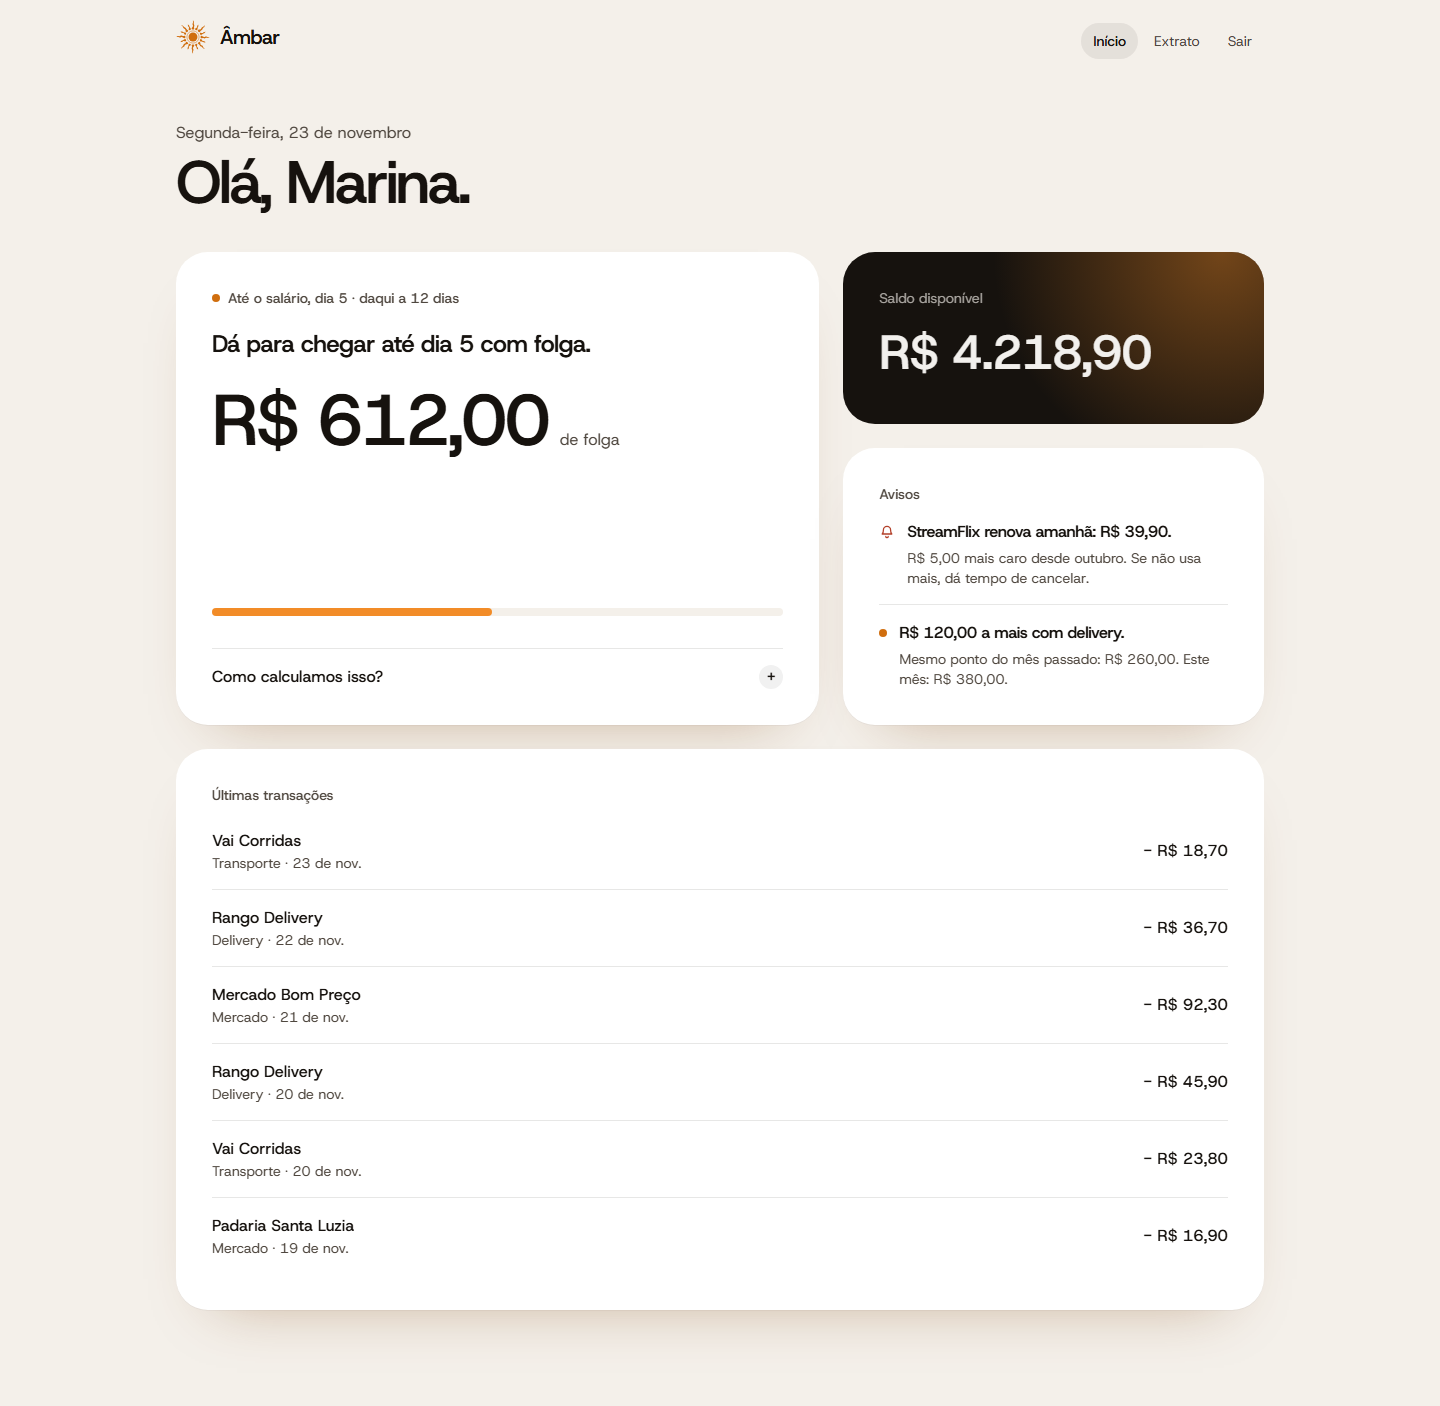 Âmbar
Início
Extrato
Sair
Segunda-feira, 23 de novembro
Olá, Marina.
Até o salário, dia 5 · daqui a 12 dias
Dá para chegar até dia 5 com folga.
R$ 612,00 de folga
Como calculamos isso?
+
Saldo disponível
R$ 4.218,90
Avisos
StreamFlix renova amanhã: R$ 39,90.
R$ 5,00 mais caro desde outubro. Se não usa
mais, dá tempo de cancelar.
R$ 120,00 a mais com delivery.
Mesmo ponto do mês passado: R$ 260,00. Este
mês: R$ 380,00.
Últimas transações
Vai Corridas
Transporte · 23 de nov.
− R$ 18,70
Rango Delivery
Delivery · 22 de nov.
− R$ 36,70
Mercado Bom Preço
Mercado · 21 de nov.
− R$ 92,30
Rango Delivery
Delivery · 20 de nov.
− R$ 45,90
Vai Corridas
Transporte · 20 de nov.
− R$ 23,80
Padaria Santa Luzia
Mercado · 19 de nov.
− R$ 16,90